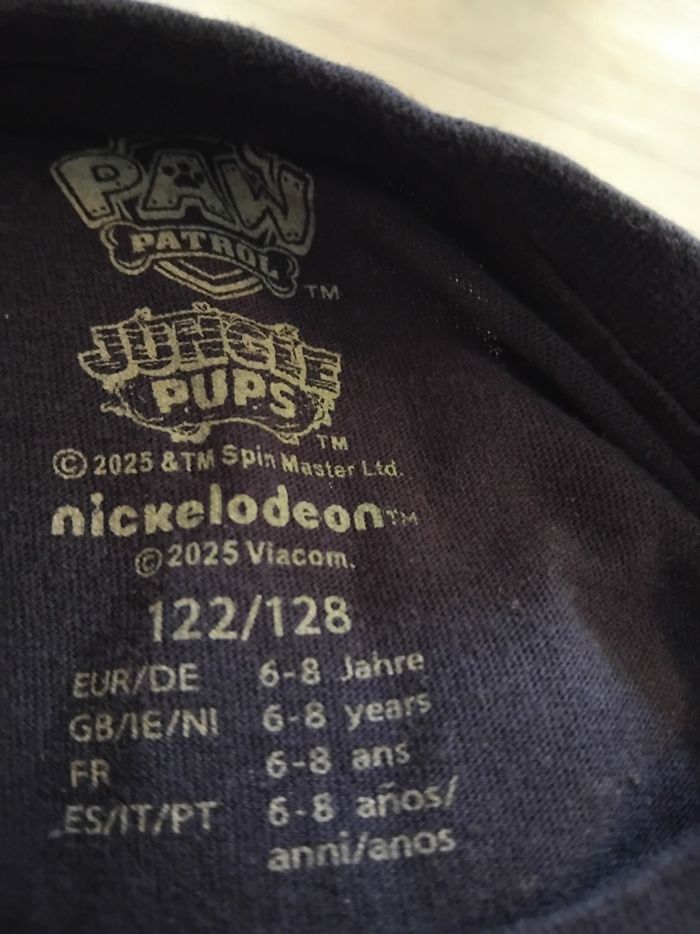 PAW
PATROL
TM
JUNGLE
PUPS
TM
© 2025 & TM Spin Master Ltd.
nickelodeon TM
© 2025 Viacom.
122/128
EUR/DE 6-8 Jahre
GB/IE/NI 6-8 years
FR 6-8 ans
ES/IT/PT 6-8 años/
anni/anos